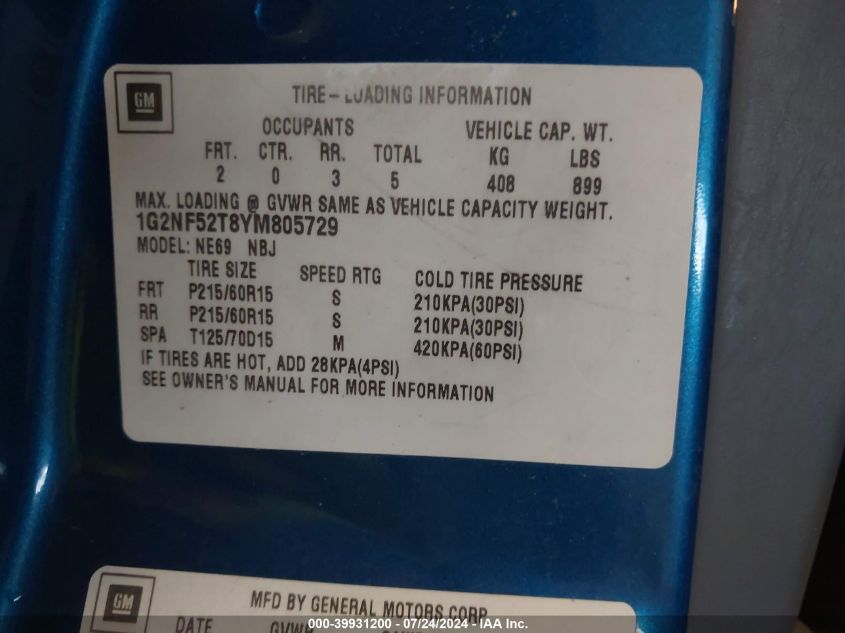 GM
TIRE-LOADING INFORMATION
OCCUPANTS VEHICLE CAP. WT.
FRT. CTR. RR. TOTAL KG LBS
2 0 3 5 408 899
MAX. LOADING @ GVWR SAME AS VEHICLE CAPACITY WEIGHT.
1G2NF52T8YM805729
MODEL: NE69 NBJ
TIRE SIZE SPEED RTG COLD TIRE PRESSURE
FRT P215/60R15 S 210KPA(30PSI)
RR P215/60R15 S 210KPA(30PSI)
SPA T125/70D15 M 420KPA(60PSI)
IF TIRES ARE HOT, ADD 28KPA(4PSI)
SEE OWNER'S MANUAL FOR MORE INFORMATION
GM
MFD BY GENERAL MOTORS CORP
DATE GVWR
000-39931200 - 07/24/2024 - IAA Inc.